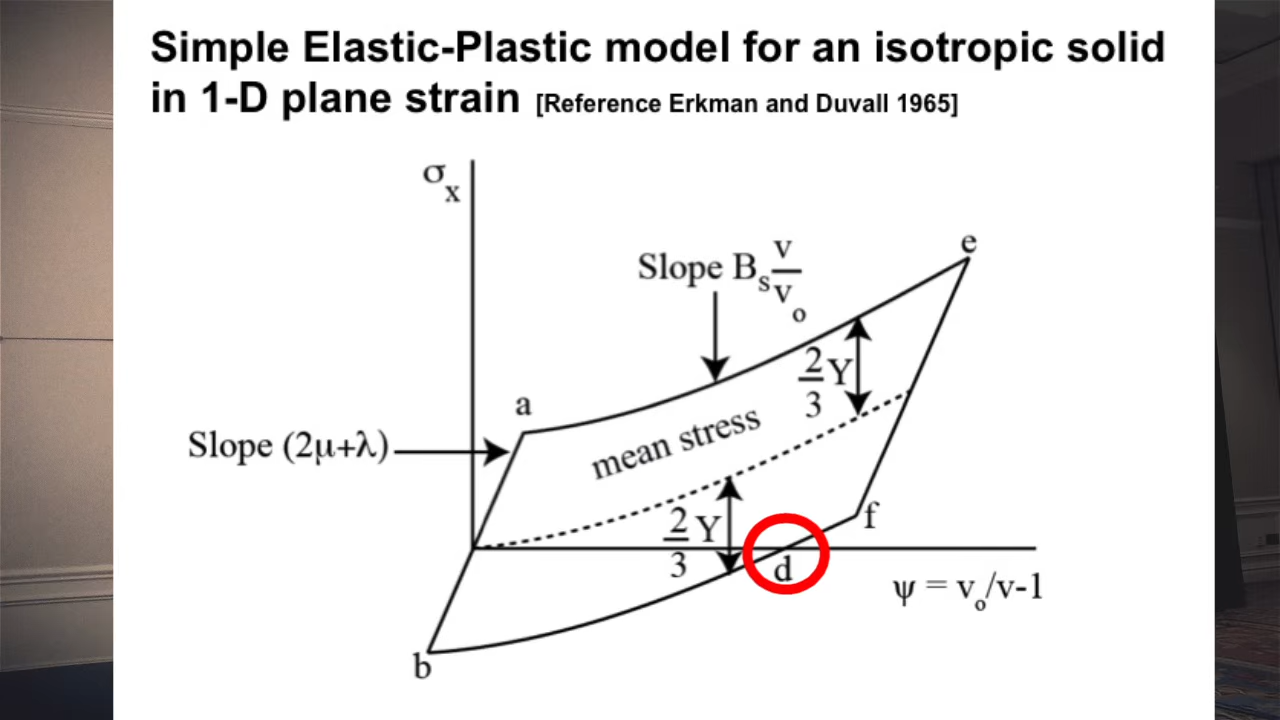 Simple Elastic-Plastic model for an isotropic solid
in 1-D plane strain [Reference Erkman and Duvall 1965]
σx
e
Slope Bs v/vo
2/3 Y
a
mean stress
Slope (2μ+λ)
2/3 Y
f
d
ψ = vo/v-1
b